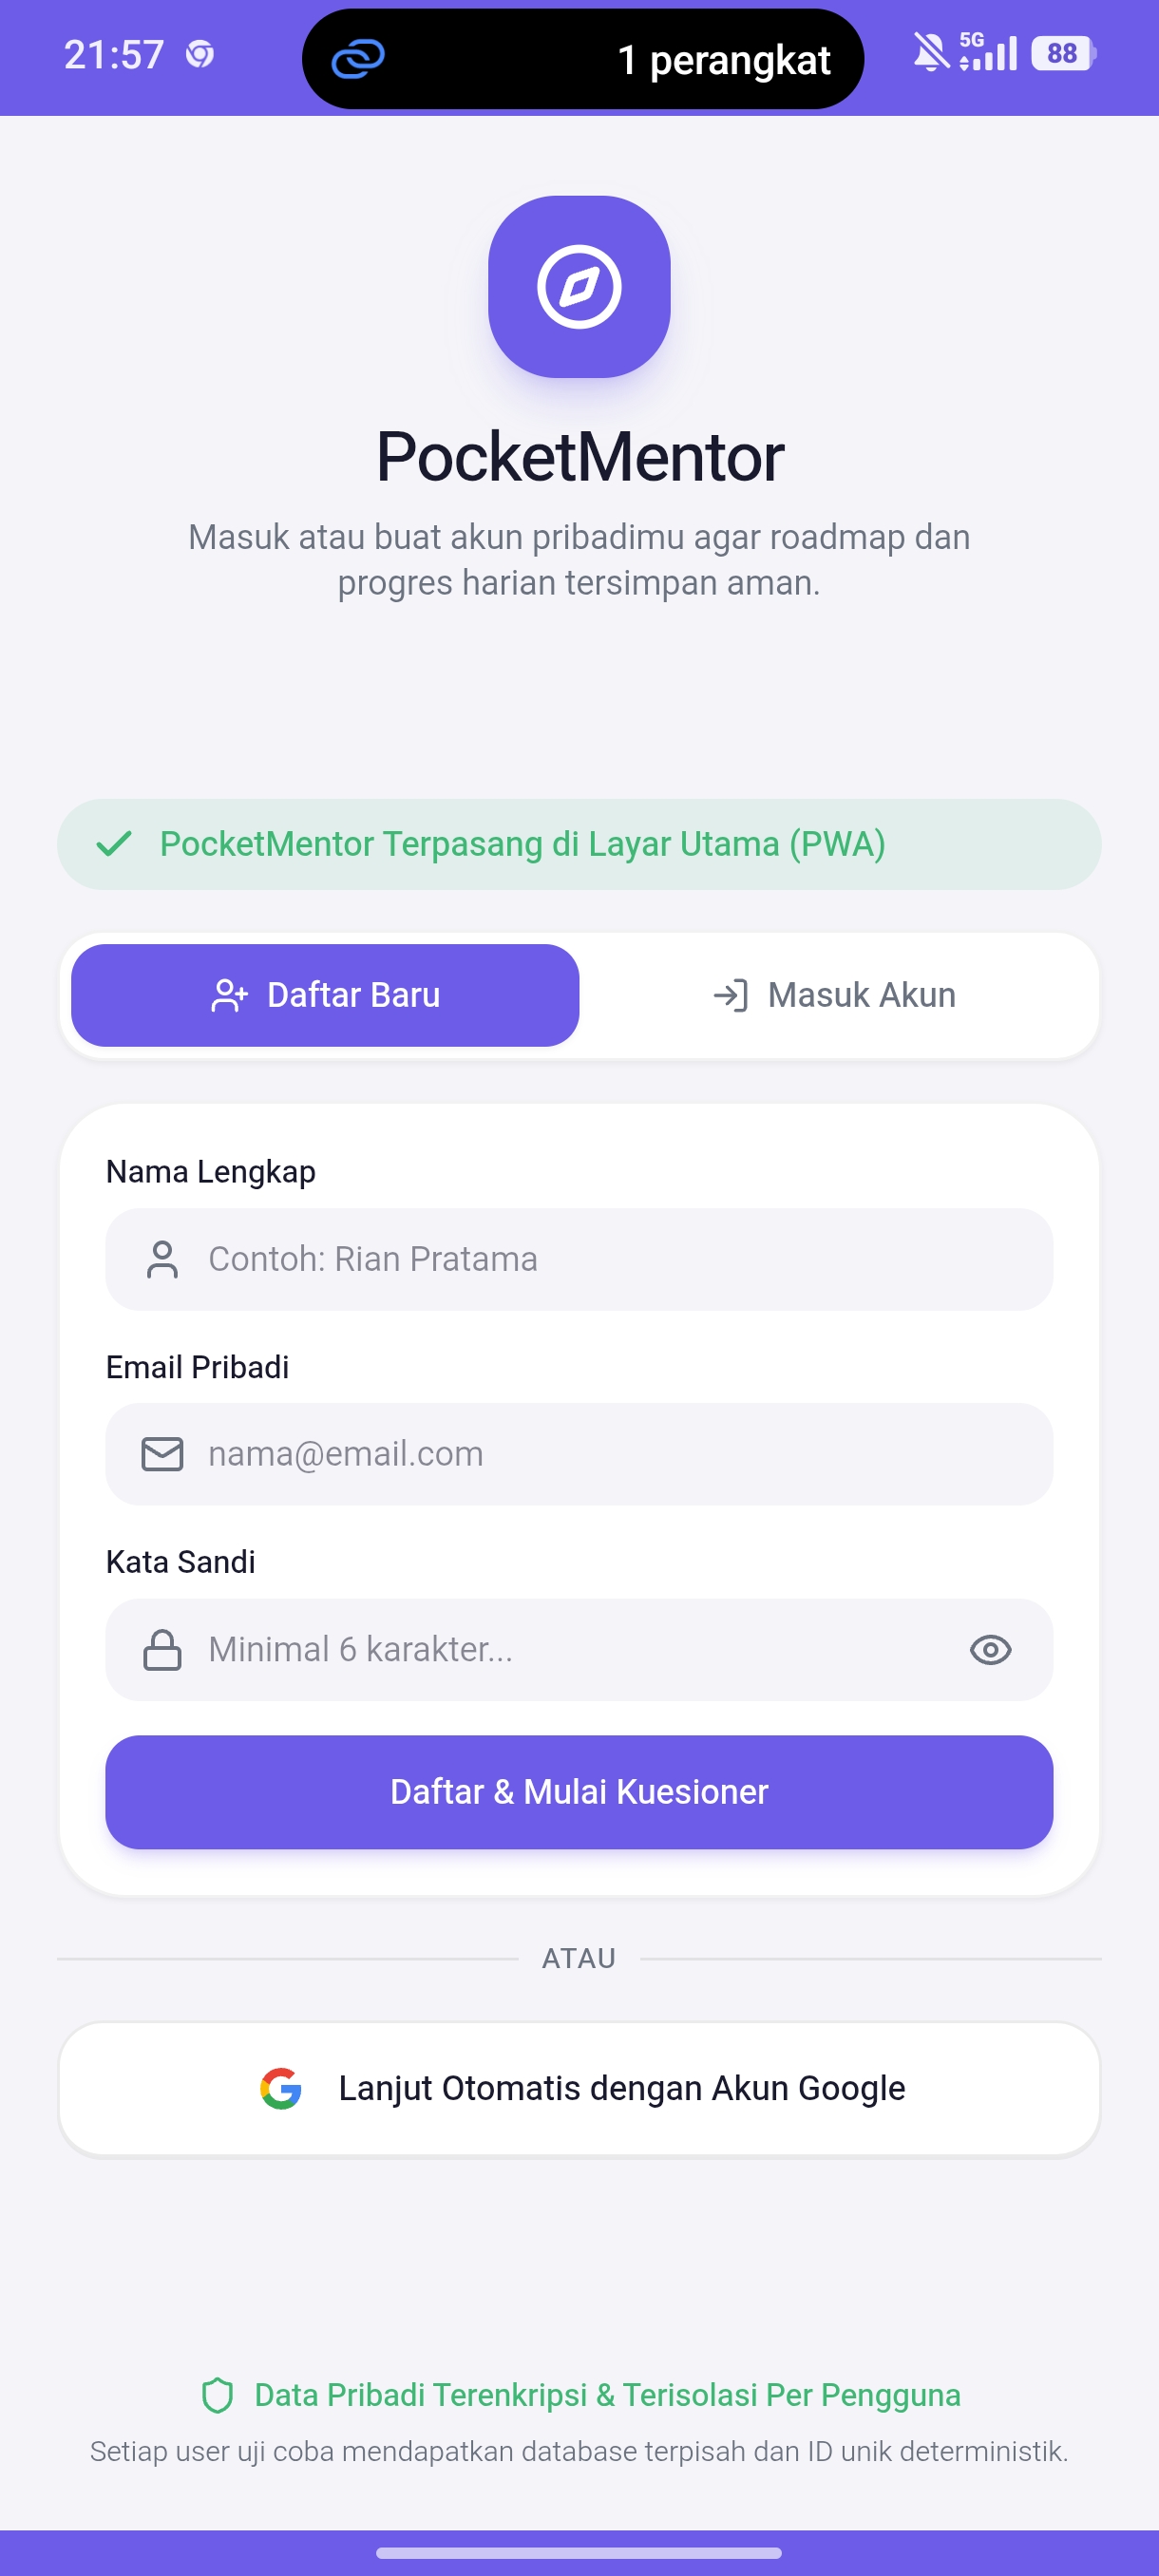 21:57
1 perangkat
5G
88
PocketMentor
Masuk atau buat akun pribadimu agar roadmap dan
progres harian tersimpan aman.
PocketMentor Terpasang di Layar Utama (PWA)
Daftar Baru
Masuk Akun
Nama Lengkap
Contoh: Rian Pratama
Email Pribadi
nama@email.com
Kata Sandi
Minimal 6 karakter...
Daftar & Mulai Kuesioner
ATAU
Lanjut Otomatis dengan Akun Google
Data Pribadi Terenkripsi & Terisolasi Per Pengguna
Setiap user uji coba mendapatkan database terpisah dan ID unik deterministik.